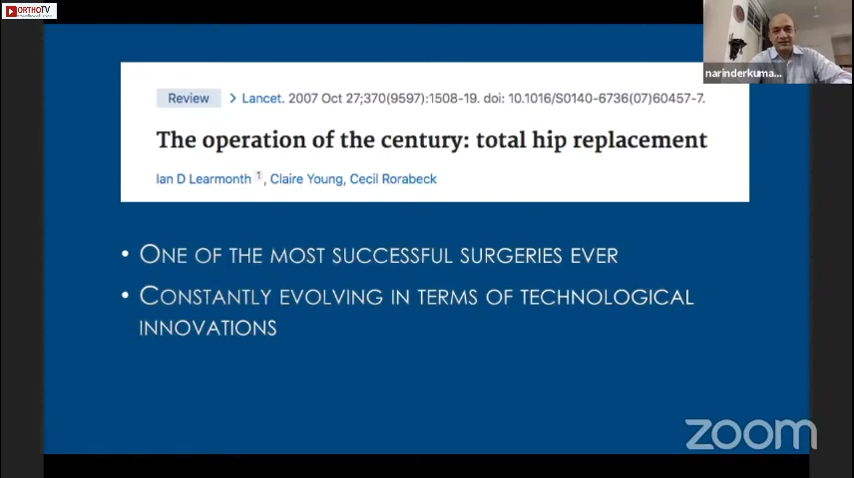 ORTHOTV
narinderkuma...
Review > Lancet. 2007 Oct 27;370(9597):1508-19. doi: 10.1016/S0140-6736(07)60457-7.
The operation of the century: total hip replacement
Ian D Learmonth 1, Claire Young, Cecil Rorabeck
• ONE OF THE MOST SUCCESSFUL SURGERIES EVER
• CONSTANTLY EVOLVING IN TERMS OF TECHNOLOGICAL
INNOVATIONS
zoom